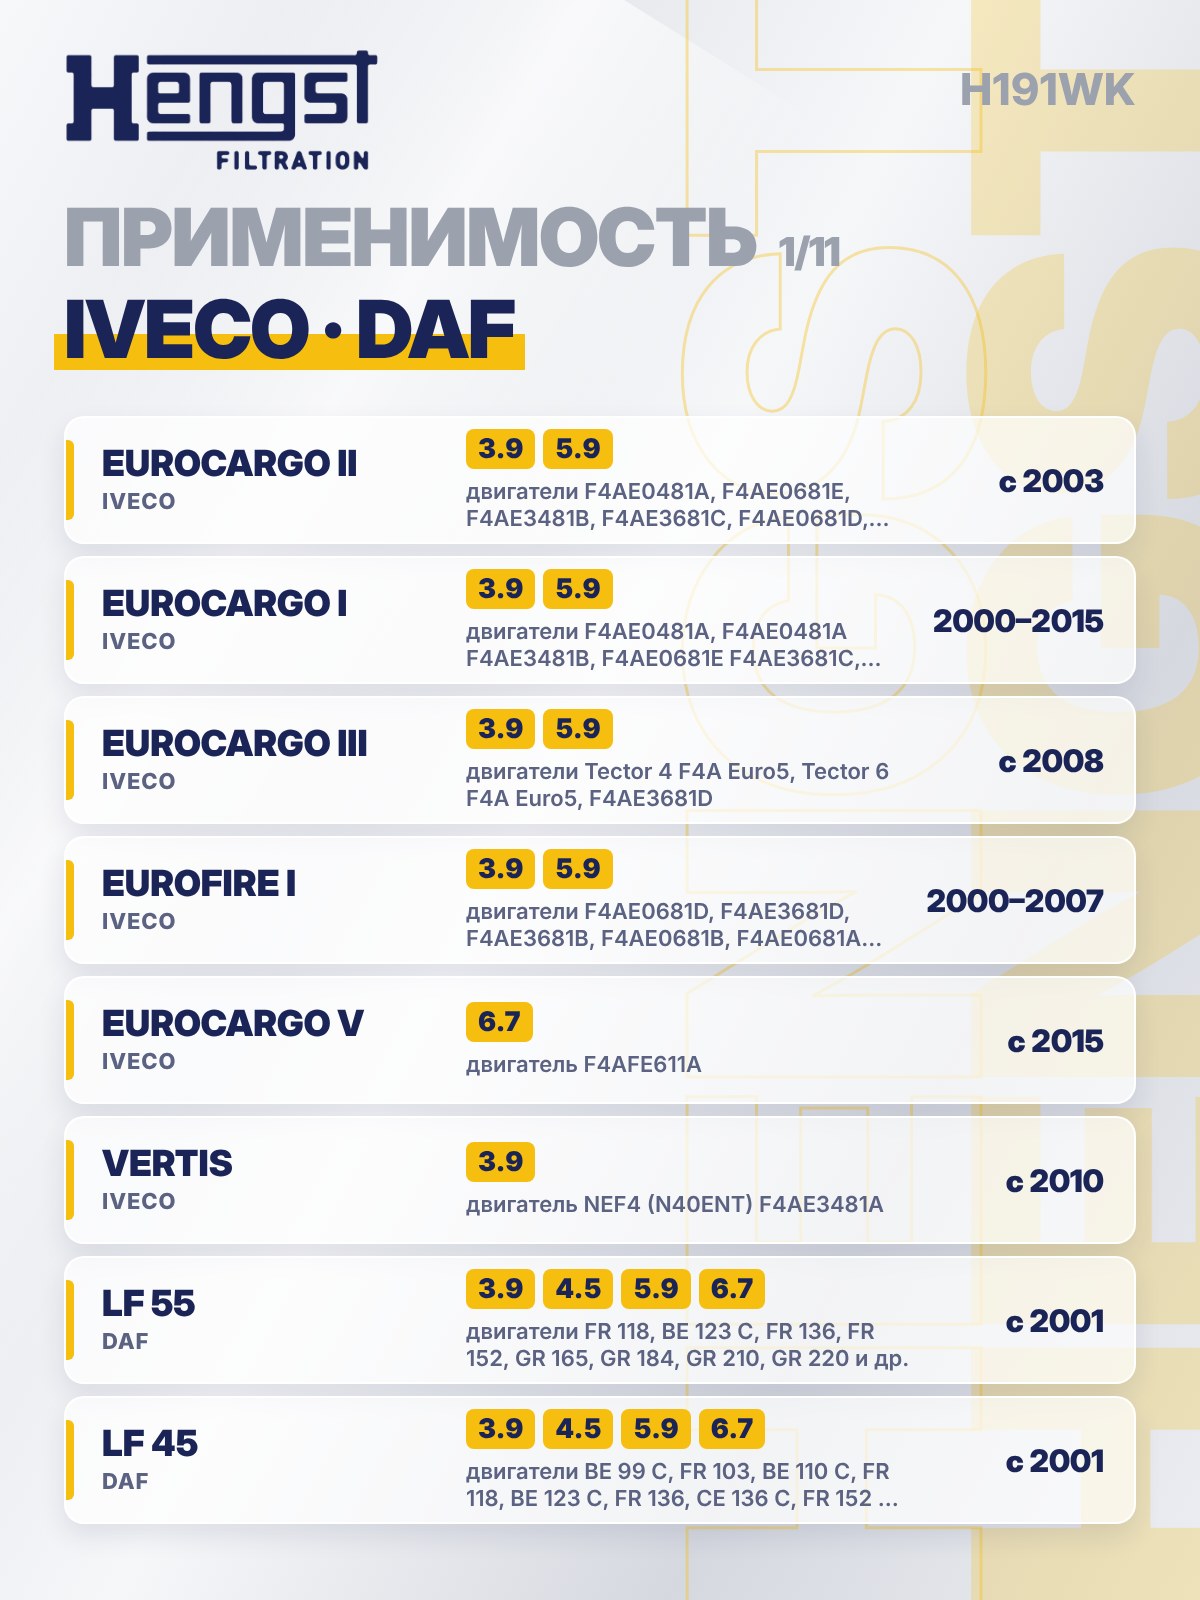 Hengst
FILTRATION
H191WK
ПРИМЕНИМОСТЬ 1/11
IVECO · DAF
EUROCARGO II
IVECO
3.9 5.9
двигатели F4AE0481A, F4AE0681E,
F4AE3481B, F4AE3681C, F4AE0681D,...
с 2003
EUROCARGO I
IVECO
3.9 5.9
двигатели F4AE0481A, F4AE0481A
F4AE3481B, F4AE0681E F4AE3681C,...
2000–2015
EUROCARGO III
IVECO
3.9 5.9
двигатели Tector 4 F4A Euro5, Tector 6
F4A Euro5, F4AE3681D
с 2008
EUROFIRE I
IVECO
3.9 5.9
двигатели F4AE0681D, F4AE3681D,
F4AE3681B, F4AE0681B, F4AE0681A...
2000–2007
EUROCARGO V
IVECO
6.7
двигатель F4AFE611A
с 2015
VERTIS
IVECO
3.9
двигатель NEF4 (N40ENT) F4AE3481A
с 2010
LF 55
DAF
3.9 4.5 5.9 6.7
двигатели FR 118, BE 123 C, FR 136, FR
152, GR 165, GR 184, GR 210, GR 220 и др.
с 2001
LF 45
DAF
3.9 4.5 5.9 6.7
двигатели BE 99 C, FR 103, BE 110 C, FR
118, BE 123 C, FR 136, CE 136 C, FR 152 ...
с 2001
HENGST
HENGST